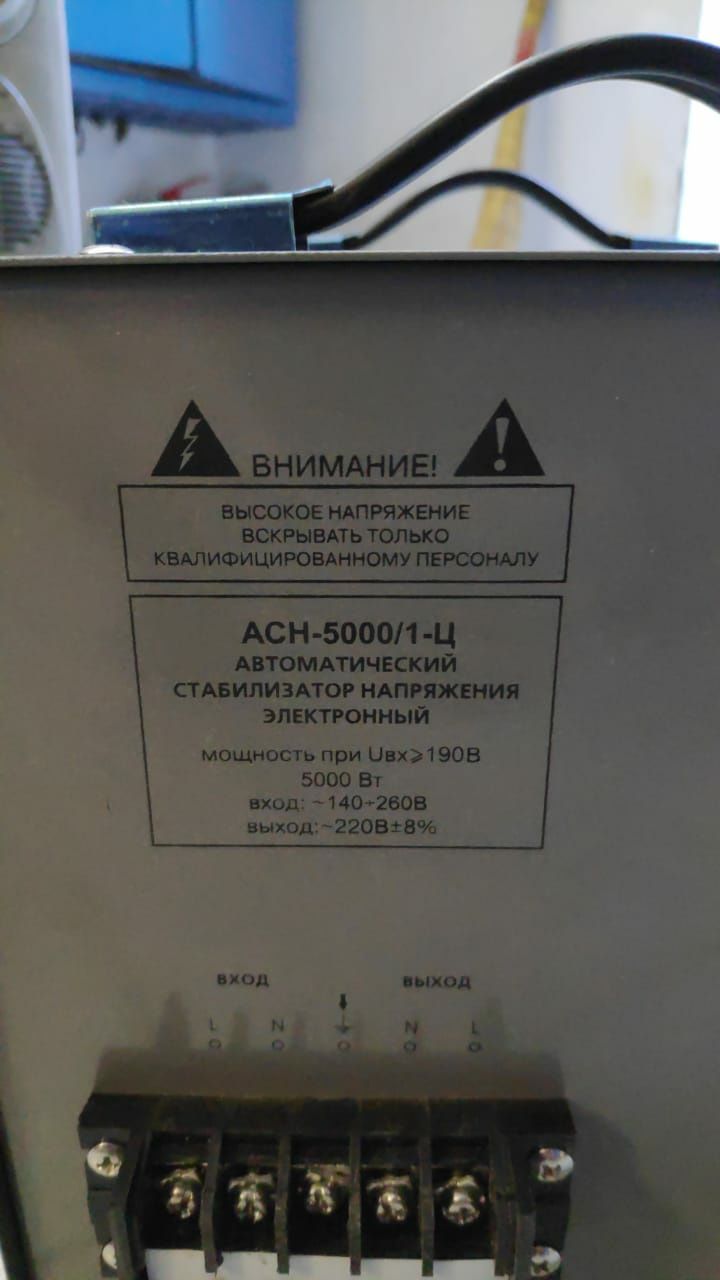 ВНИМАНИЕ!
ВЫСОКОЕ НАПРЯЖЕНИЕ
ВСКРЫВАТЬ ТОЛЬКО
КВАЛИФИЦИРОВАННОМУ ПЕРСОНАЛУ
АСН-5000/1-Ц
АВТОМАТИЧЕСКИЙ
СТАБИЛИЗАТОР НАПРЯЖЕНИЯ
ЭЛЕКТРОННЫЙ
мощность при Uвх⩾190В
5000 Вт
вход: ~140÷260В
выход:~220В±8%
ВХОД ВЫХОД
L N N L